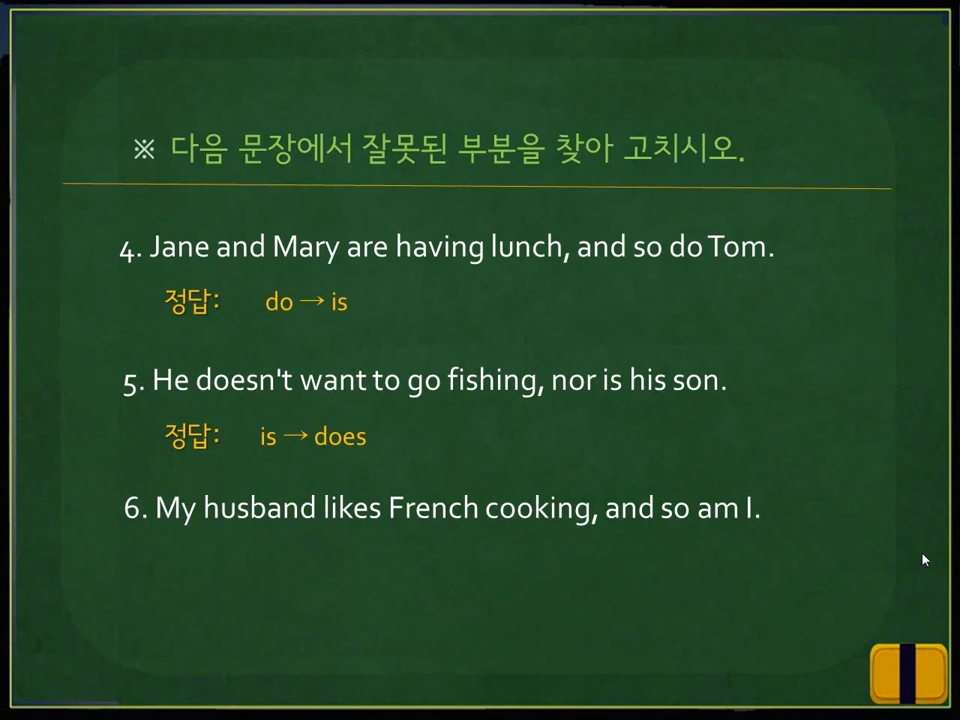 ※ 다음 문장에서 잘못된 부분을 찾아 고치시오.
4. Jane and Mary are having lunch, and so do Tom.
정답: do → is
5. He doesn't want to go fishing, nor is his son.
정답: is → does
6. My husband likes French cooking, and so am I.